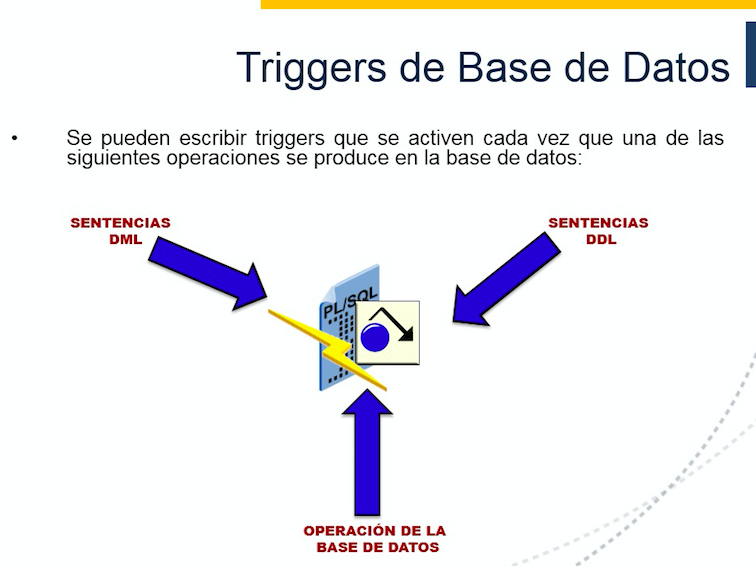 Triggers de Base de Datos
• Se pueden escribir triggers que se activen cada vez que una de las
siguientes operaciones se produce en la base de datos:
SENTENCIAS
DML
SENTENCIAS
DDL
PL/SQL
OPERACIÓN DE LA
BASE DE DATOS